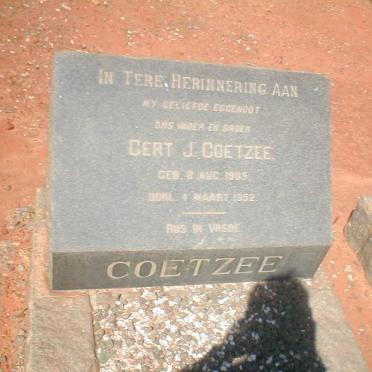 IN TERE HERINNERING AAN
MY GELIEFDE EGGENOOT
ONS VADER EN BROER
GERT J. COETZEE
GEB. 8 AUG. 1905
OORL. 4 MAART 1952
RUS IN VREDE
COETZEE